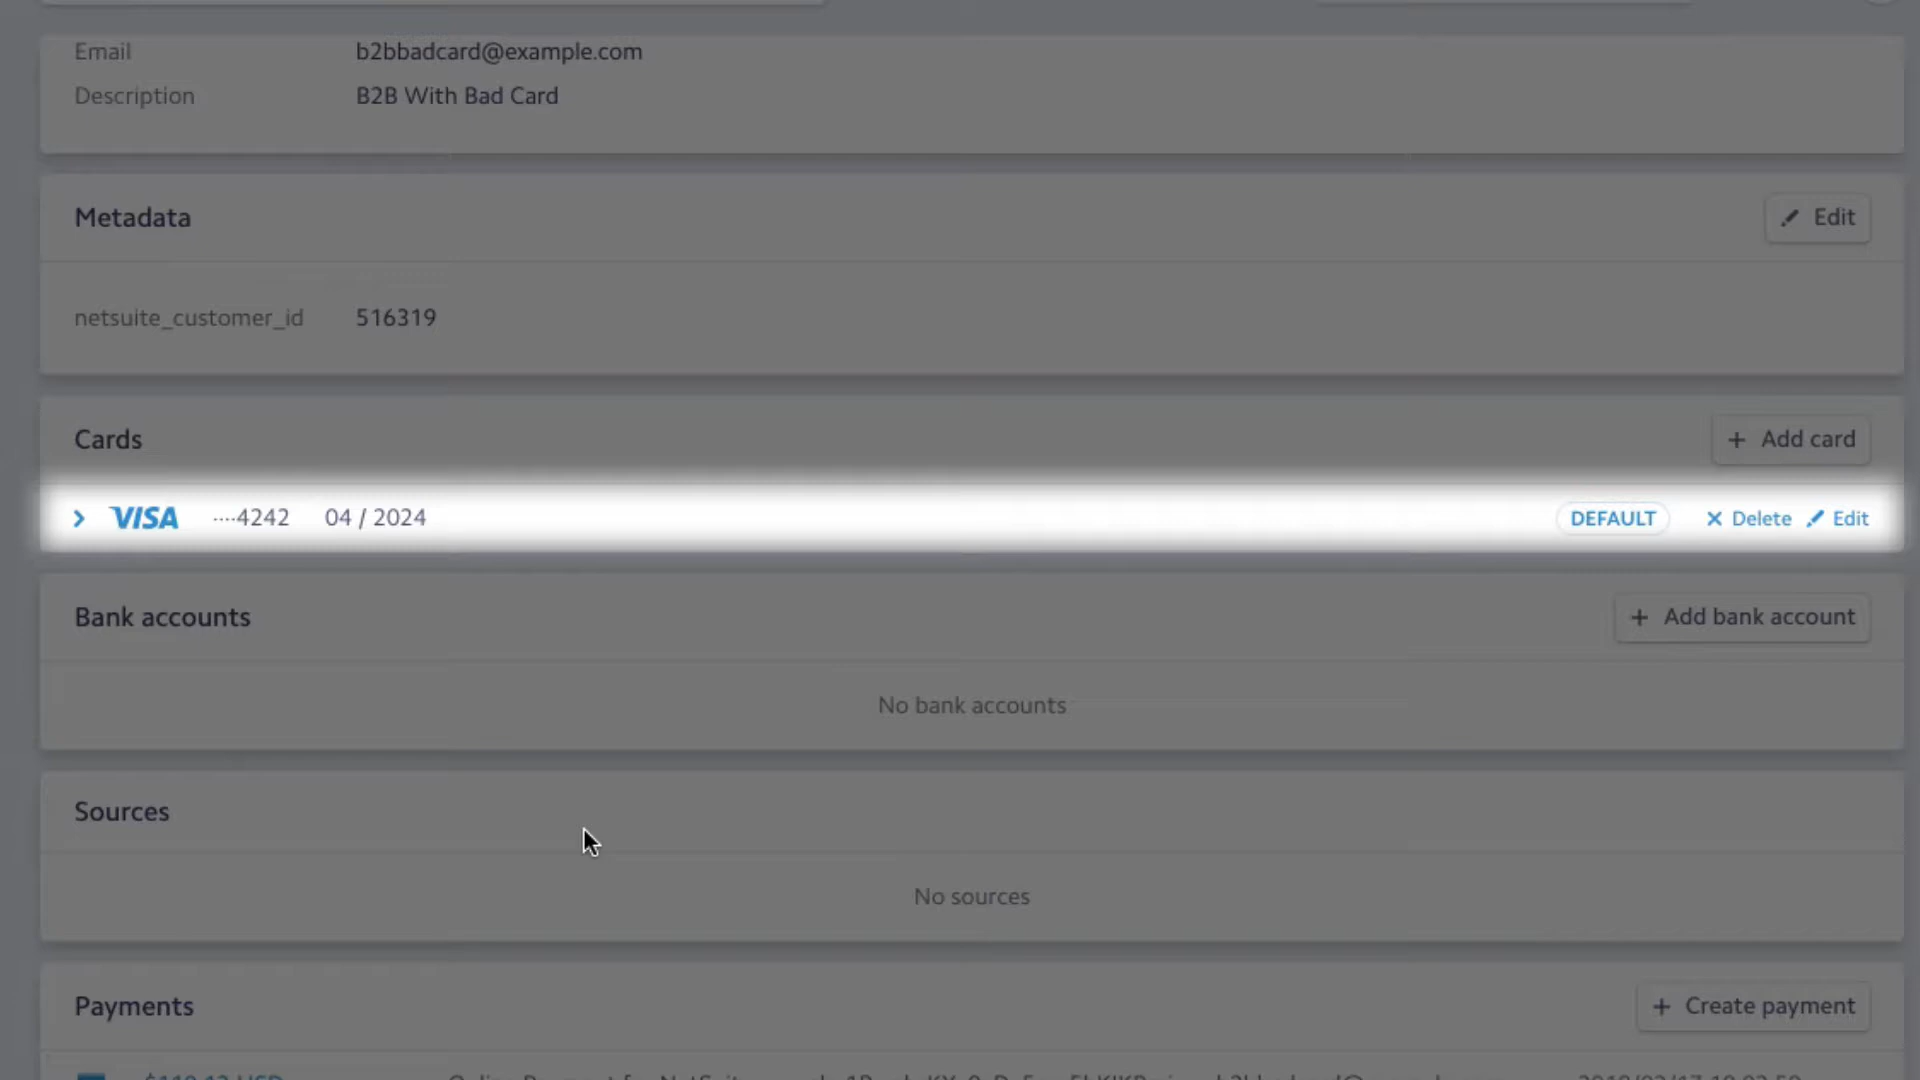 Email b2bbadcard@example.com
Description B2B With Bad Card
Metadata Edit
netsuite_customer_id 516319
Cards + Add card
VISA ····4242 04 / 2024 DEFAULT × Delete Edit
Bank accounts + Add bank account
No bank accounts
Sources
No sources
Payments + Create payment